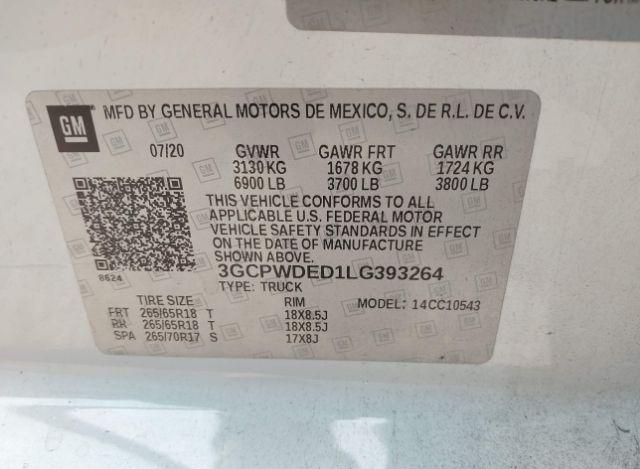 GM MFD BY GENERAL MOTORS DE MEXICO, S. DE R.L. DE C.V.
07/20 GVWR GAWR FRT GAWR RR
3130 KG 1678 KG 1724 KG
6900 LB 3700 LB 3800 LB
THIS VEHICLE CONFORMS TO ALL
APPLICABLE U.S. FEDERAL MOTOR
VEHICLE SAFETY STANDARDS IN EFFECT
ON THE DATE OF MANUFACTURE
SHOWN ABOVE.
8624 3GCPWDED1LG393264
TYPE: TRUCK
TIRE SIZE RIM MODEL: 14CC10543
FRT 265/65R18 T 18X8.5J
RR 265/65R18 T 18X8.5J
SPA 265/70R17 S 17X8J